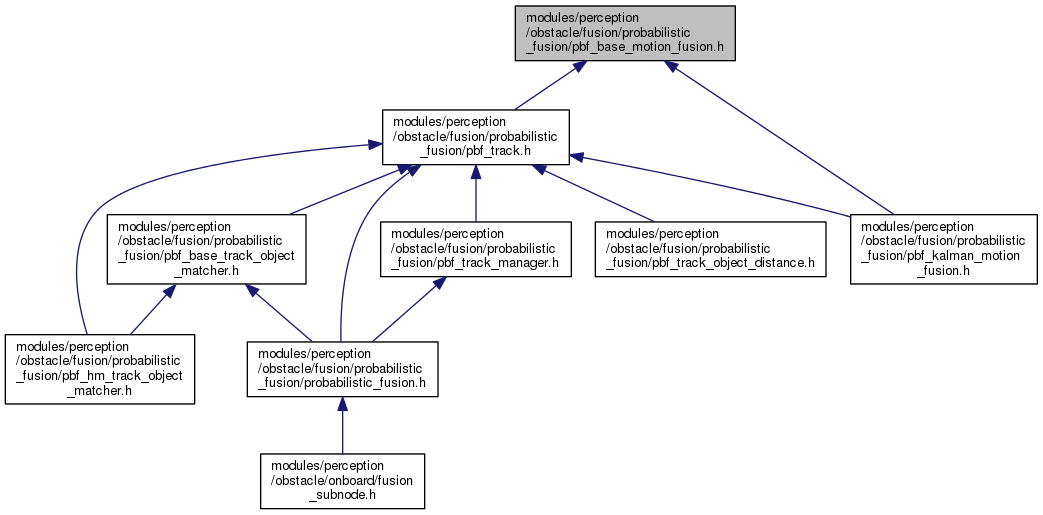 modules/perception
/obstacle/fusion/probabilistic
_fusion/pbf_base_motion_fusion.h
modules/perception
/obstacle/fusion/probabilistic
_fusion/pbf_track.h
modules/perception
/obstacle/fusion/probabilistic
_fusion/pbf_base_track_object
_matcher.h
modules/perception
/obstacle/fusion/probabilistic
_fusion/pbf_track_manager.h
modules/perception
/obstacle/fusion/probabilistic
_fusion/pbf_track_object_distance.h
modules/perception
/obstacle/fusion/probabilistic
_fusion/pbf_kalman_motion
_fusion.h
modules/perception
/obstacle/fusion/probabilistic
_fusion/pbf_hm_track_object
_matcher.h
modules/perception
/obstacle/fusion/probabilistic
_fusion/probabilistic_fusion.h
modules/perception
/obstacle/onboard/fusion
_subnode.h